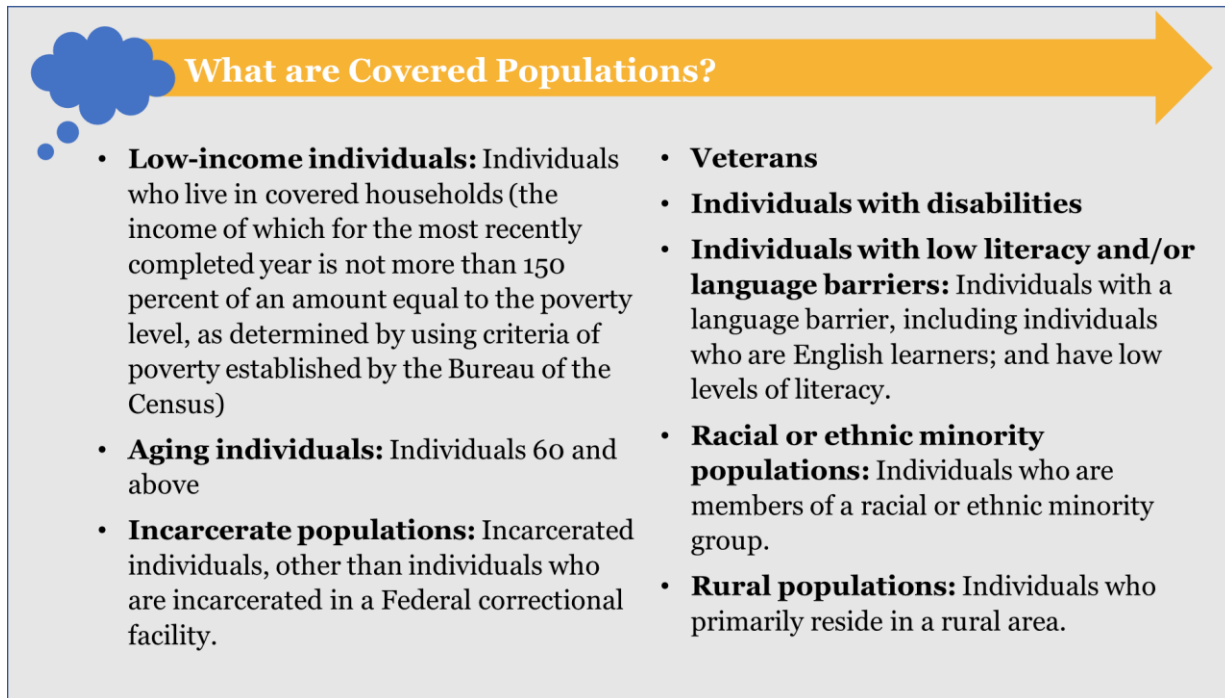 What are Covered Populations?
• Low-income individuals: Individuals
who live in covered households (the
income of which for the most recently
completed year is not more than 150
percent of an amount equal to the poverty
level, as determined by using criteria of
poverty established by the Bureau of the
Census)
• Aging individuals: Individuals 60 and
above
• Incarcerate populations: Incarcerated
individuals, other than individuals who
are incarcerated in a Federal correctional
facility.
• Veterans
• Individuals with disabilities
• Individuals with low literacy and/or
language barriers: Individuals with a
language barrier, including individuals
who are English learners; and have low
levels of literacy.
• Racial or ethnic minority
populations: Individuals who are
members of a racial or ethnic minority
group.
• Rural populations: Individuals who
primarily reside in a rural area.